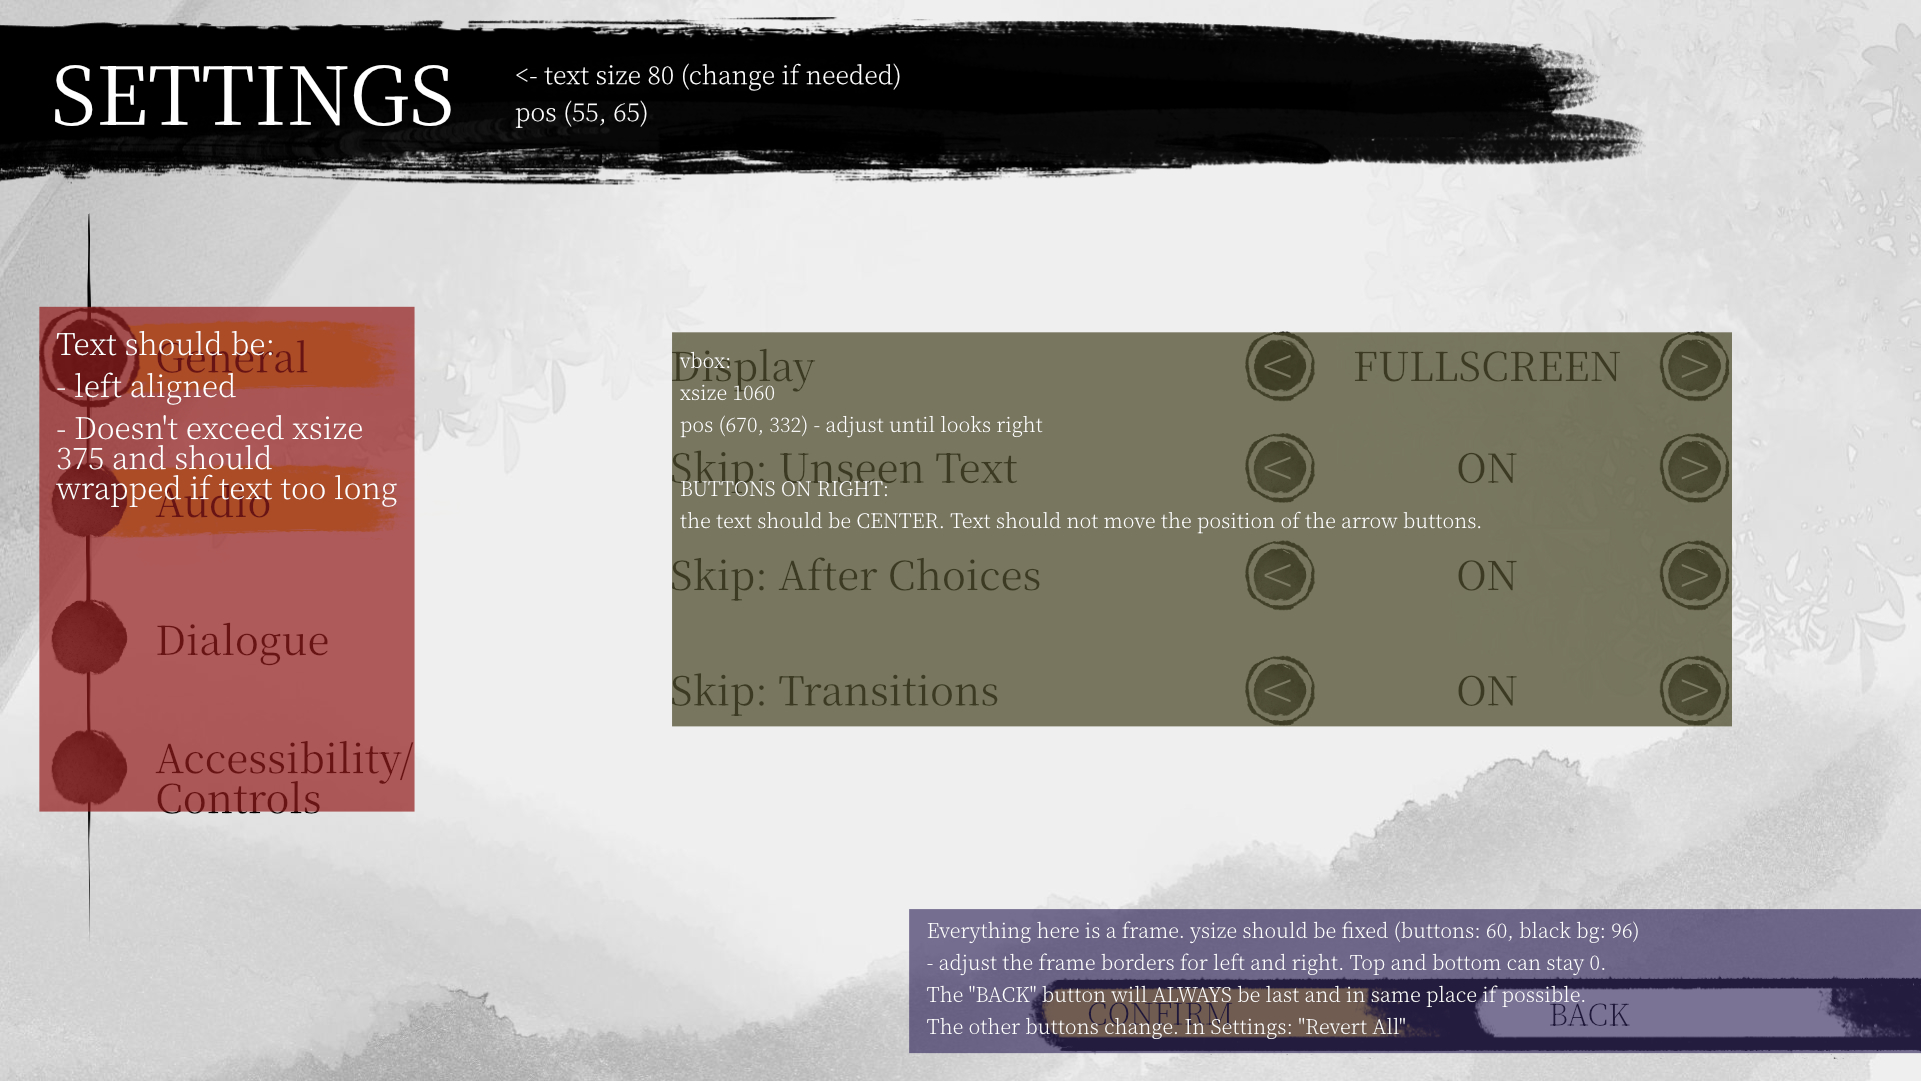 SETTINGS
<- text size 80 (change if needed)
pos (55, 65)
General
Text should be:
- left aligned
- Doesn't exceed xsize
375 and should
wrapped if text too long
Audio
Dialogue
Accessibility/
Controls
Display
< FULLSCREEN >
vbox:
xsize 1060
pos (670, 332) - adjust until looks right
Skip: Unseen Text
< ON >
BUTTONS ON RIGHT:
the text should be CENTER. Text should not move the position of the arrow buttons.
Skip: After Choices
< ON >
Skip: Transitions
< ON >
Everything here is a frame. ysize should be fixed (buttons: 60, black bg: 96)
- adjust the frame borders for left and right. Top and bottom can stay 0.
The "BACK" button will ALWAYS be last and in same place if possible.
The other buttons change. In Settings: "Revert All"
CONFIRM
BACK